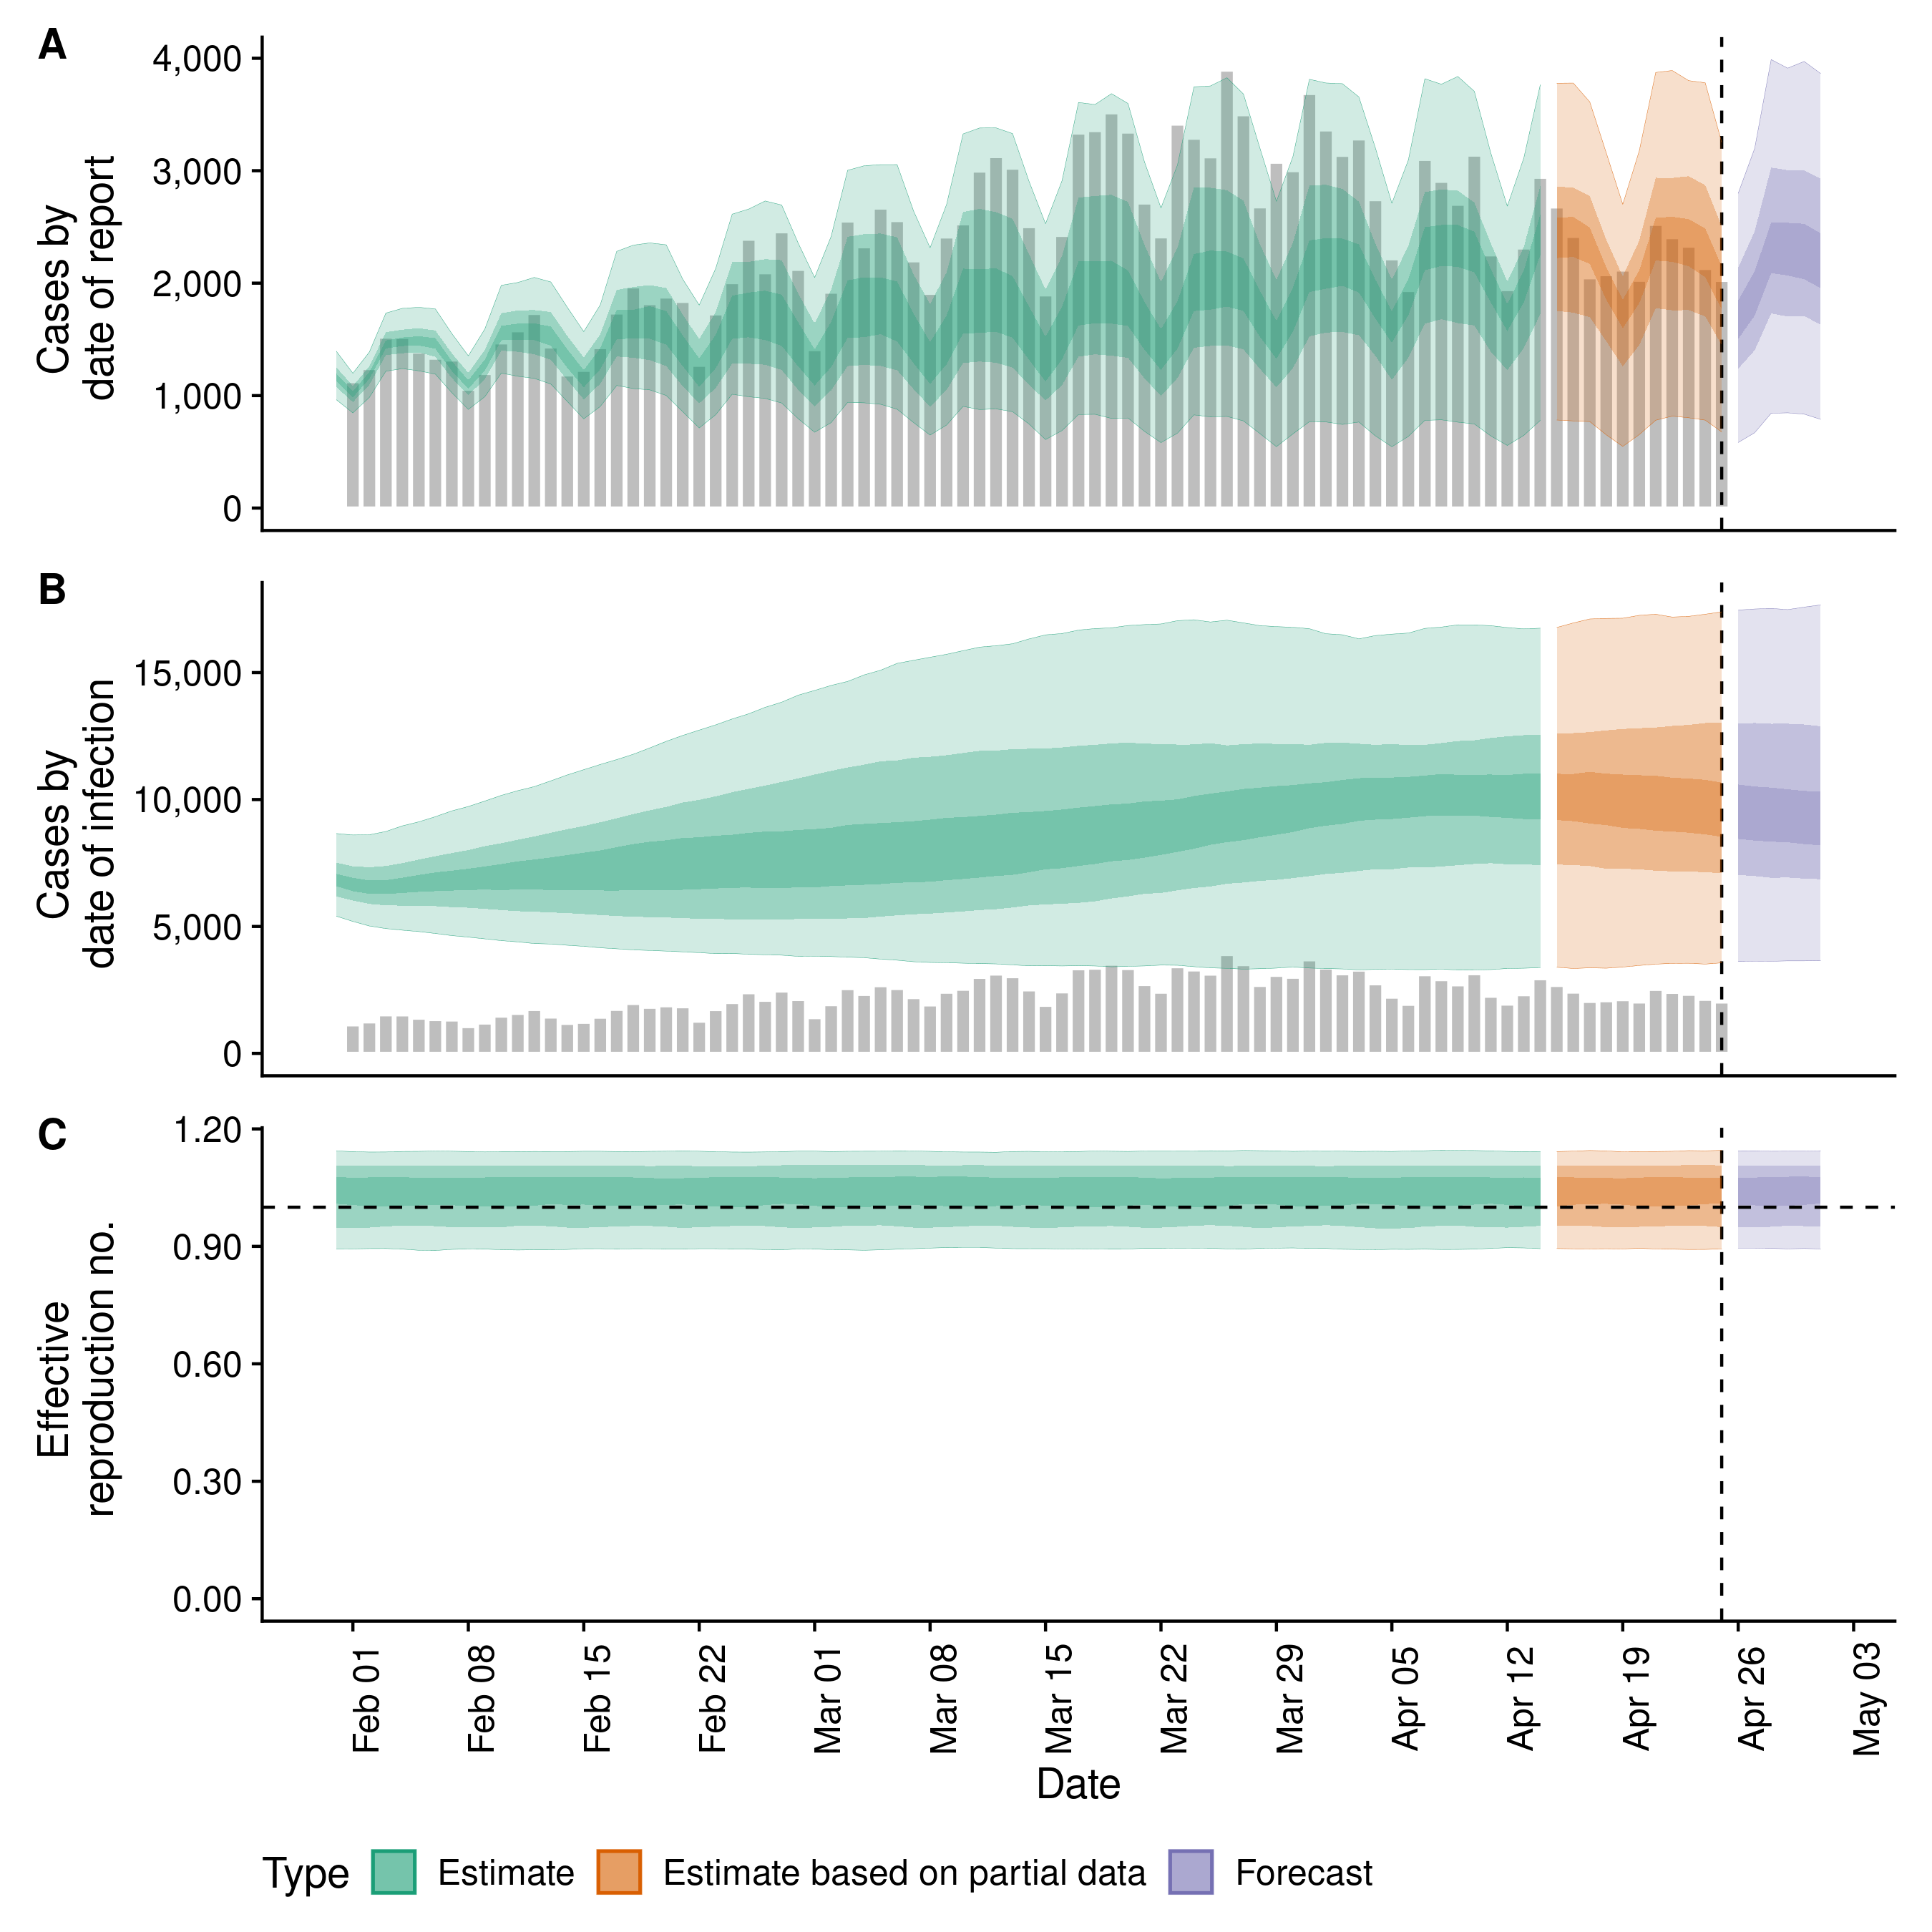 A
Cases by
date of report
4,000
3,000
2,000
1,000
0
B
Cases by
date of infection
15,000
10,000
5,000
0
C
Effective
reproduction no.
1.20
0.90
0.60
0.30
0.00
Feb 01
Feb 08
Feb 15
Feb 22
Mar 01
Mar 08
Mar 15
Mar 22
Mar 29
Apr 05
Apr 12
Apr 19
Apr 26
May 03
Date
Type Estimate Estimate based on partial data Forecast